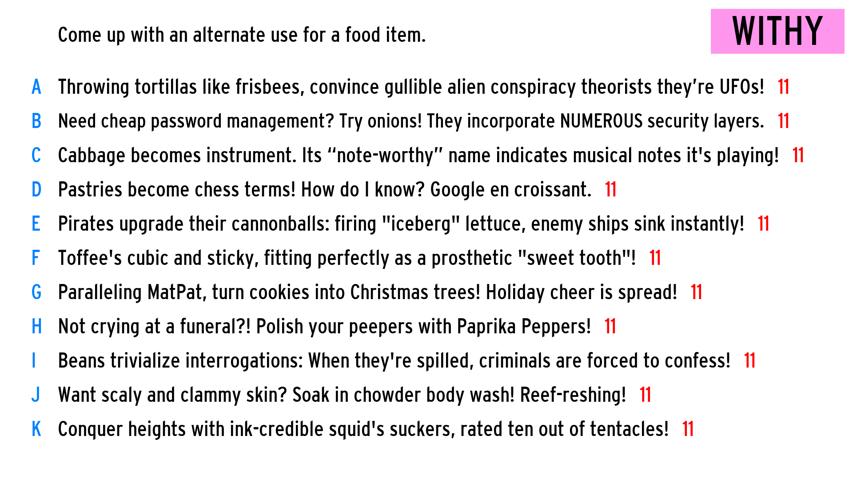 Come up with an alternate use for a food item.
WITHY
A Throwing tortillas like frisbees, convince gullible alien conspiracy theorists they’re UFOs! 11
B Need cheap password management? Try onions! They incorporate NUMEROUS security layers. 11
C Cabbage becomes instrument. Its “note-worthy” name indicates musical notes it's playing! 11
D Pastries become chess terms! How do I know? Google en croissant. 11
E Pirates upgrade their cannonballs: firing "iceberg" lettuce, enemy ships sink instantly! 11
F Toffee's cubic and sticky, fitting perfectly as a prosthetic "sweet tooth"! 11
G Paralleling MatPat, turn cookies into Christmas trees! Holiday cheer is spread! 11
H Not crying at a funeral?! Polish your peepers with Paprika Peppers! 11
I Beans trivialize interrogations: When they're spilled, criminals are forced to confess! 11
J Want scaly and clammy skin? Soak in chowder body wash! Reef-reshing! 11
K Conquer heights with ink-credible squid's suckers, rated ten out of tentacles! 11